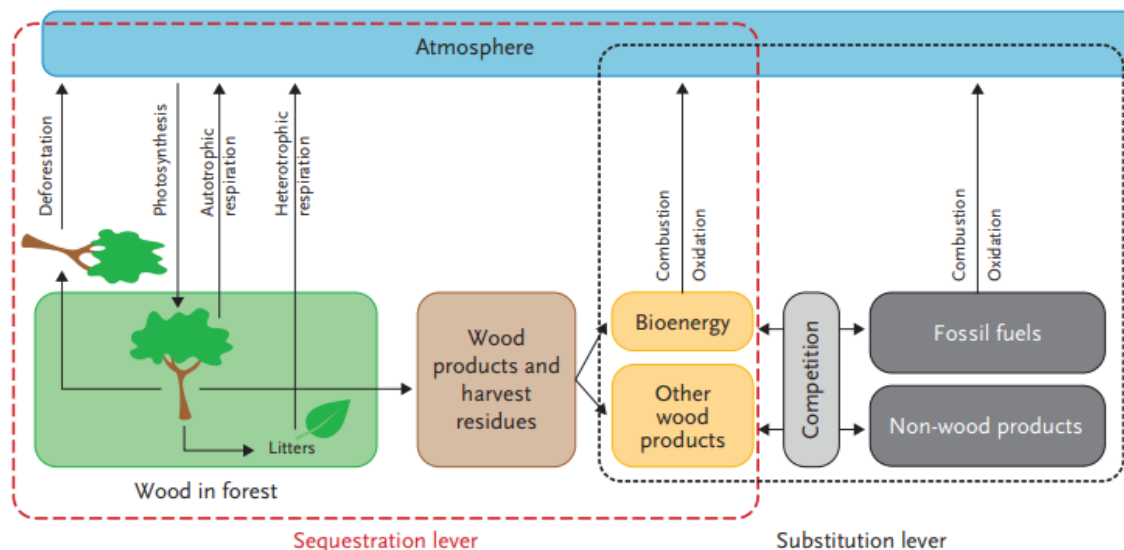 Atmosphere
Deforestation
Photosynthesis
Autotrophic
respiration
Heterotrophic
respiration
Combustion
Oxidation
Combustion
Oxidation
Wood
products and
harvest
residues
Bioenergy
Other
wood
products
Competition
Fossil fuels
Non-wood products
Litters
Wood in forest
Sequestration lever
Substitution lever